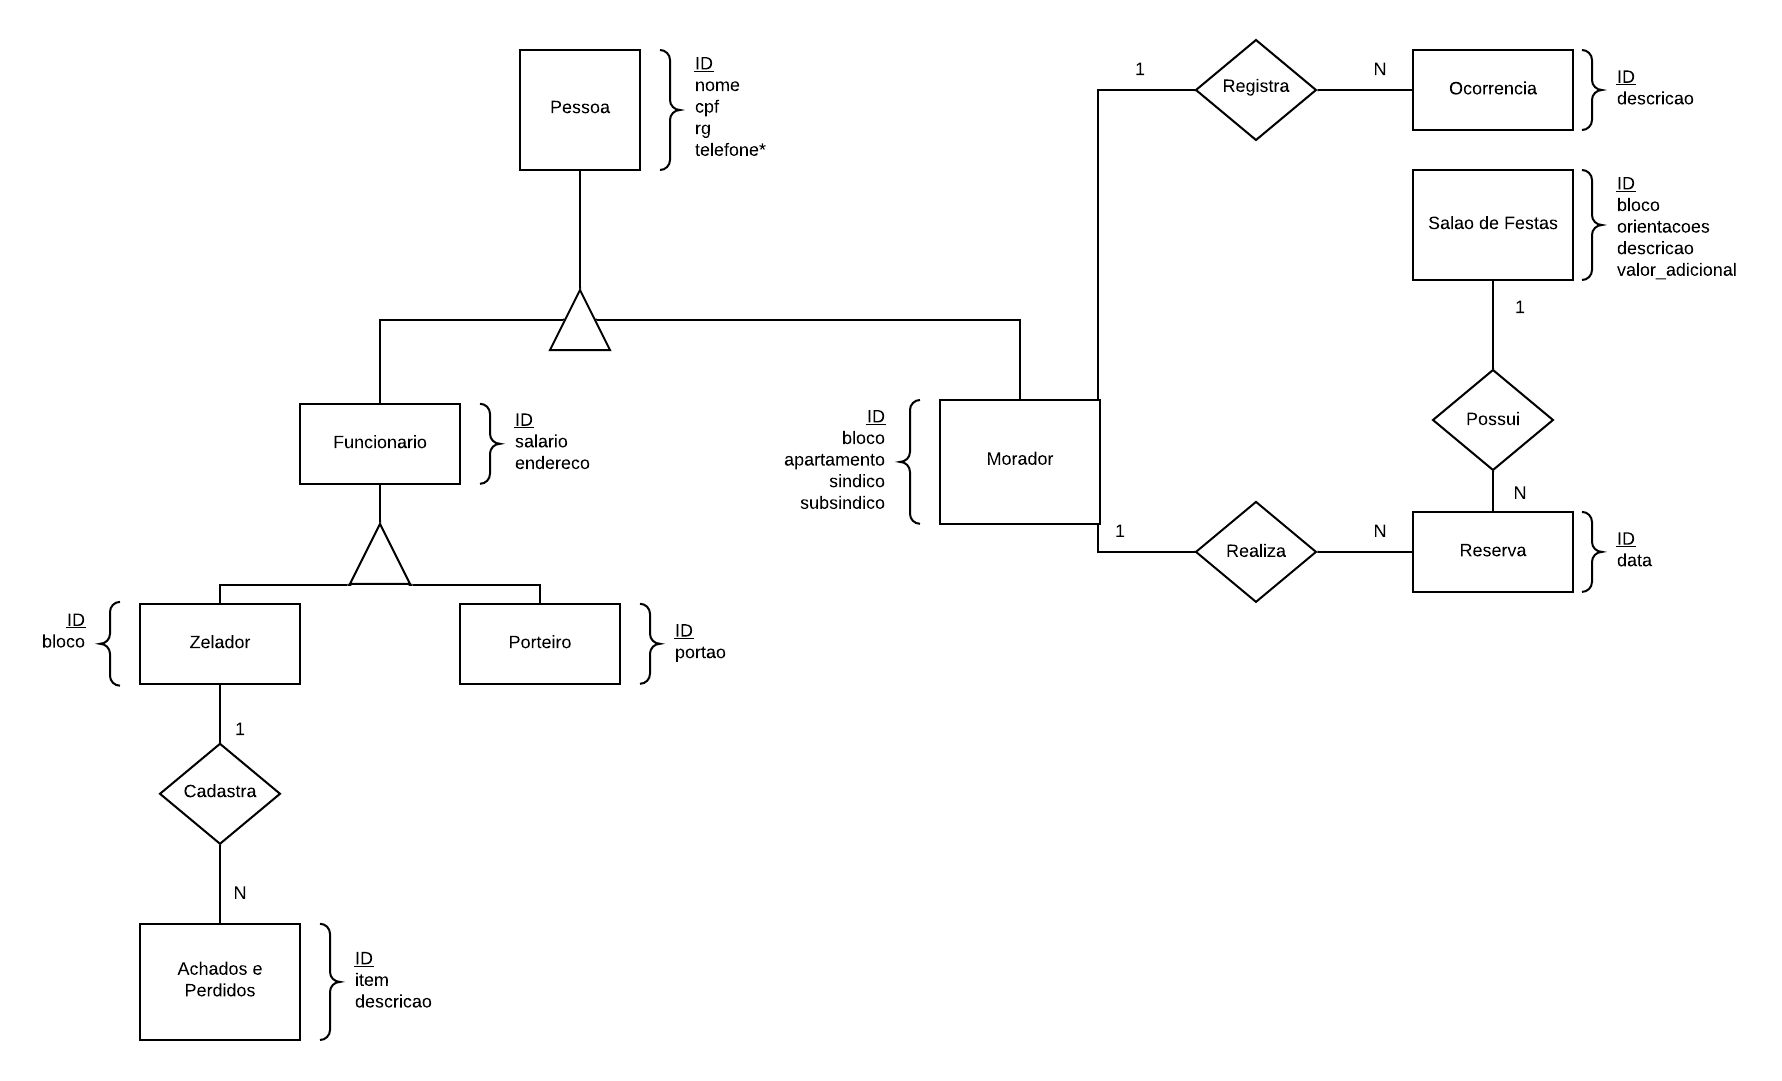 Pessoa
ID
nome
cpf
rg
telefone*
1
Registra
N
Ocorrencia
ID
descricao
Salao de Festas
ID
bloco
orientacoes
descricao
valor_adicional
1
Possui
N
Funcionario
ID
salario
endereco
ID
bloco
apartamento
sindico
subsindico
Morador
1
Realiza
N
Reserva
ID
data
ID
bloco
Zelador
Porteiro
ID
portao
1
Cadastra
N
Achados e
Perdidos
ID
item
descricao